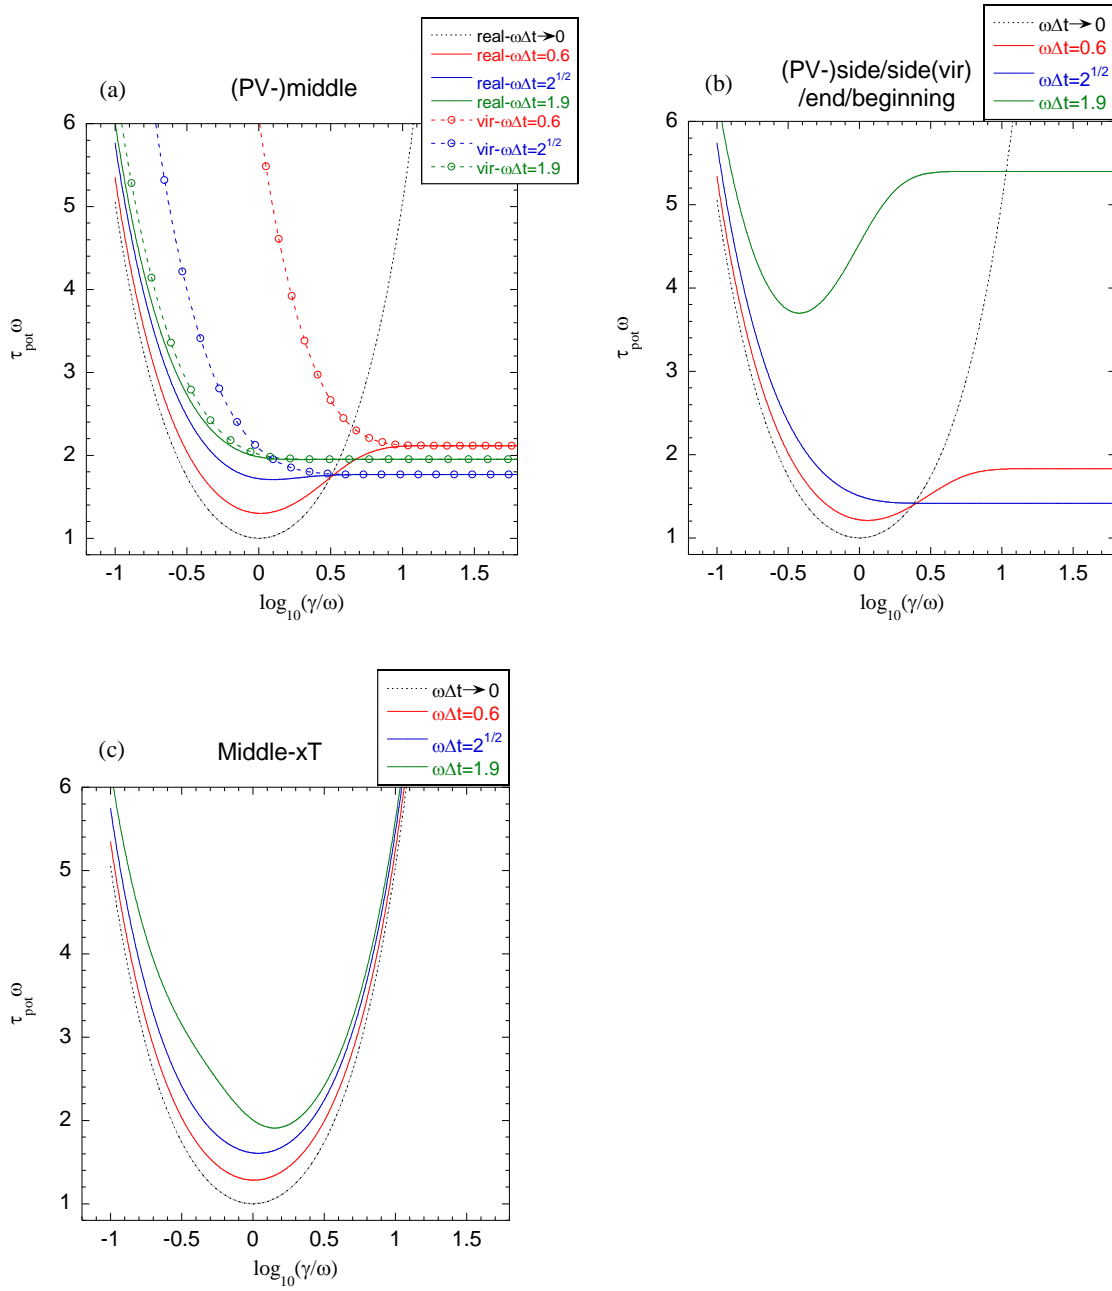 (a)
(PV-)middle
real-ωΔt→0
real-ωΔt=0.6
real-ωΔt=2^1/2
real-ωΔt=1.9
vir-ωΔt=0.6
vir-ωΔt=2^1/2
vir-ωΔt=1.9
6
5
4
3
2
1
τ_pot ω
-1 -0.5 0 0.5 1 1.5
log_10(γ/ω)
(b)
(PV-)side/side(vir)
/end/beginning
ωΔt→0
ωΔt=0.6
ωΔt=2^1/2
ωΔt=1.9
6
5
4
3
2
1
τ_pot ω
-1 -0.5 0 0.5 1 1.5
log_10(γ/ω)
(c)
Middle-xT
ωΔt→0
ωΔt=0.6
ωΔt=2^1/2
ωΔt=1.9
6
5
4
3
2
1
τ_pot ω
-1 -0.5 0 0.5 1 1.5
log_10(γ/ω)